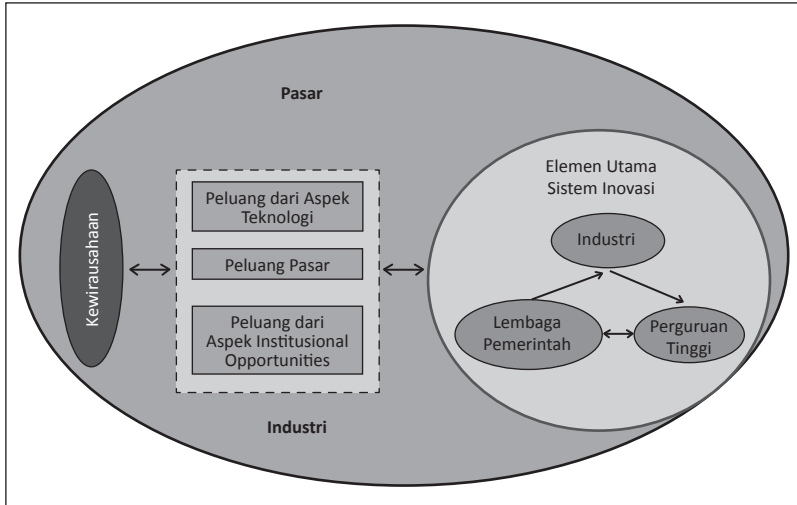 Pasar
Kewirausahaan
Peluang dari Aspek
Teknologi
Peluang Pasar
Peluang dari
Aspek Institusional
Opportunities
Elemen Utama
Sistem Inovasi
Industri
Lembaga
Pemerintah
Perguruan
Tinggi
Industri